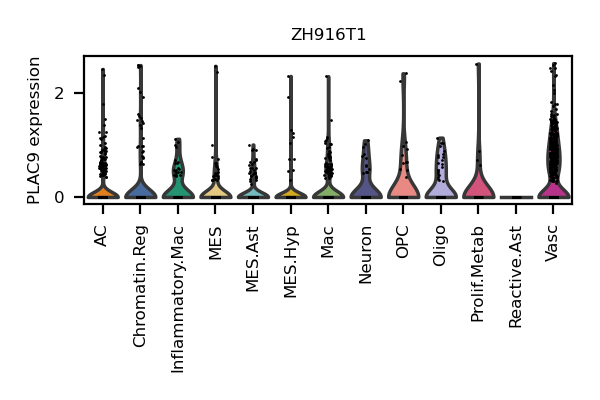 ZH916T1
PLAC9 expression
2
0
AC
Chromatin.Reg
Inflammatory.Mac
MES
MES.Ast
MES.Hyp
Mac
Neuron
OPC
Oligo
Prolif.Metab
Reactive.Ast
Vasc